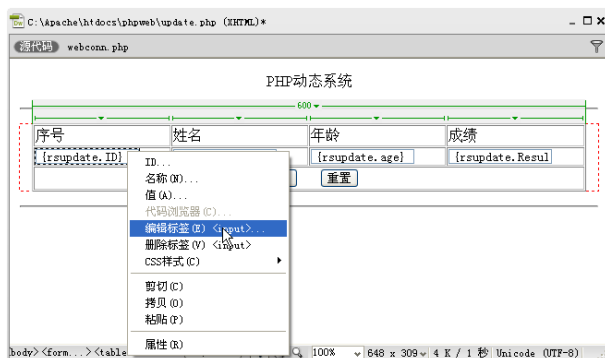 C:\Apache\htdocs\phpweb\update.php (XHTML)*
源代码 webconn.php
PHP动态系统
600
序号 姓名 年龄 成绩
{rsupdate.ID} {rsupdate.age} {rsupdate.Resul
重置
ID...
名称(N)...
值(A)...
代码浏览器(C)...
编辑标签(E) <input>...
删除标签(V) <input>
CSS样式(C)
剪切(C)
拷贝(O)
粘贴(P)
属性(R)
body> <form...> <table 100% 648 x 309 4 K / 1 秒 Unicode (UTF-8)